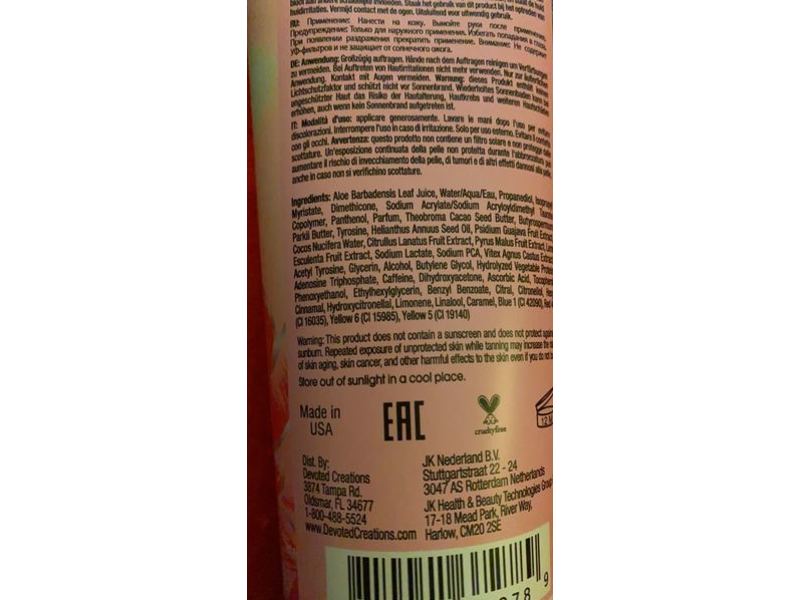 huidirritaties. Vermijd contact met de ogen. Uitsluitend voor uitwendig gebruik.
RU: Применение: Нанести на кожу. Вымойте руки после применения.
Предупреждение: Только для наружного применения. Избегать попадания в глаза.
При появлении раздражения прекратить применение. Внимание: Не содержит
УФ-фильтров и не защищает от солнечного ожога.
DE: Anwendung: Großzügig auftragen. Hände nach dem Auftragen reinigen um Verfärbungen
zu vermeiden. Bei Auftreten von Hautirritationen nicht mehr verwenden. Nur zur äußeren
Anwendung. Kontakt mit Augen vermeiden. Warnung: dieses Produkt enthält keinen
Lichtschutzfaktor und schützt nicht vor Sonnenbrand. Wiederholtes Sonnenbaden kann bei
ungeschützter Haut das Risiko der Hautalterung, Hautkrebs und weiteren Hautschäden
erhöhen, auch wenn kein Sonnenbrand aufgetreten ist.
IT: Modalità d'uso: applicare generosamente. Lavare le mani dopo l'uso per evitare
discolorazioni. Interrompere l'uso in caso di irritazione. Solo per uso esterno. Evitare il contatto
con gli occhi. Avvertenza: questo prodotto non contiene un filtro solare e non protegge dalle
scottature. Un'esposizione continuata della pelle non protetta durante l'abbronzatura può
aumentare il rischio di invecchiamento della pelle, di tumori e di altri effetti dannosi alla pelle,
anche in caso non si verifichino scottature.
Ingredients: Aloe Barbadensis Leaf Juice, Water/Aqua/Eau, Propanediol, Isopropyl
Myristate, Dimethicone, Sodium Acrylate/Sodium Acryloyldimethyl Taurate
Copolymer, Panthenol, Parfum, Theobroma Cacao Seed Butter, Butyrospermum
Parkii Butter, Tyrosine, Helianthus Annuus Seed Oil, Psidium Guajava Fruit Extract,
Cocos Nucifera Water, Citrullus Lanatus Fruit Extract, Pyrus Malus Fruit Extract, Lens
Esculenta Fruit Extract, Sodium Lactate, Sodium PCA, Vitex Agnus Castus Extract,
Acetyl Tyrosine, Glycerin, Alcohol, Butylene Glycol, Hydrolyzed Vegetable Protein,
Adenosine Triphosphate, Caffeine, Dihydroxyacetone, Ascorbic Acid,
Phenoxyethanol, Ethylhexylglycerin, Benzyl Benzoate, Citral, Citronellol,
Cinnamal, Hydroxycitronellal, Limonene, Linalool, Caramel, Blue 1 (CI 42090), Red
(CI 16035), Yellow 6 (CI 15985), Yellow 5 (CI 19140)
Warning: This product does not contain a sunscreen and does not protect against
sunburn. Repeated exposure of unprotected skin while tanning may increase the
of skin aging, skin cancer, and other harmful effects to the skin even if you do not
Store out of sunlight in a cool place.
Made in
USA
EAC
crueltyfree
12 M
Dist. By:
Devoted Creations
3874 Tampa Rd.
Oldsmar, FL 34677
1-800-488-5524
www.DevotedCreations.com
JK Nederland B.V.
Stuttgartstraat 22 - 24
3047 AS Rotterdam Netherlands
JK Health & Beauty Technologies Group
17-18 Mead Park, River Way,
Harlow, CM20 2SE
78 9